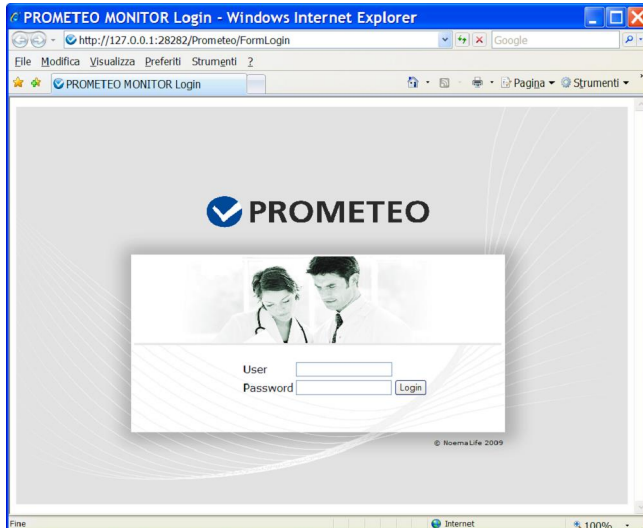 PROMETEO MONITOR Login - Windows Internet Explorer
http://127.0.0.1:28282/Prometeo/FormLogin
Google
File Modifica Visualizza Preferiti Strumenti ?
PROMETEO MONITOR Login
Pagina
Strumenti
PROMETEO
User
Password
Login
© NoemaLife 2009
Fine
Internet
100%